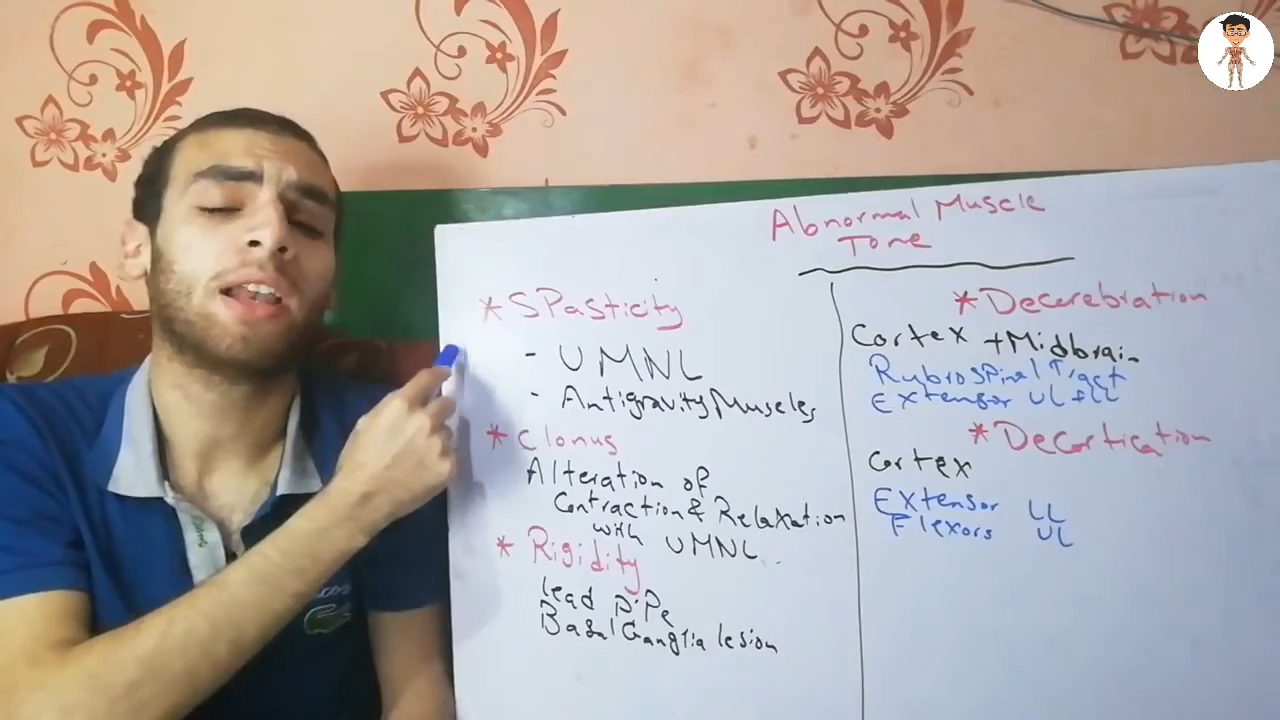 Abnormal Muscle
Tone
* SPasticity
- UMNL
- Antigravity Muscles
* Clonus
Alteration of
Contraction & Relaxation
with UMNL
* Rigidity
lead PiPe
Basal Ganglia lesion
* Decerebration
Cortex + Midbrain
RubroSpinal Tract
Extensor UL & LL
* Decortication
Cortex
Extensor LL
Flexors UL